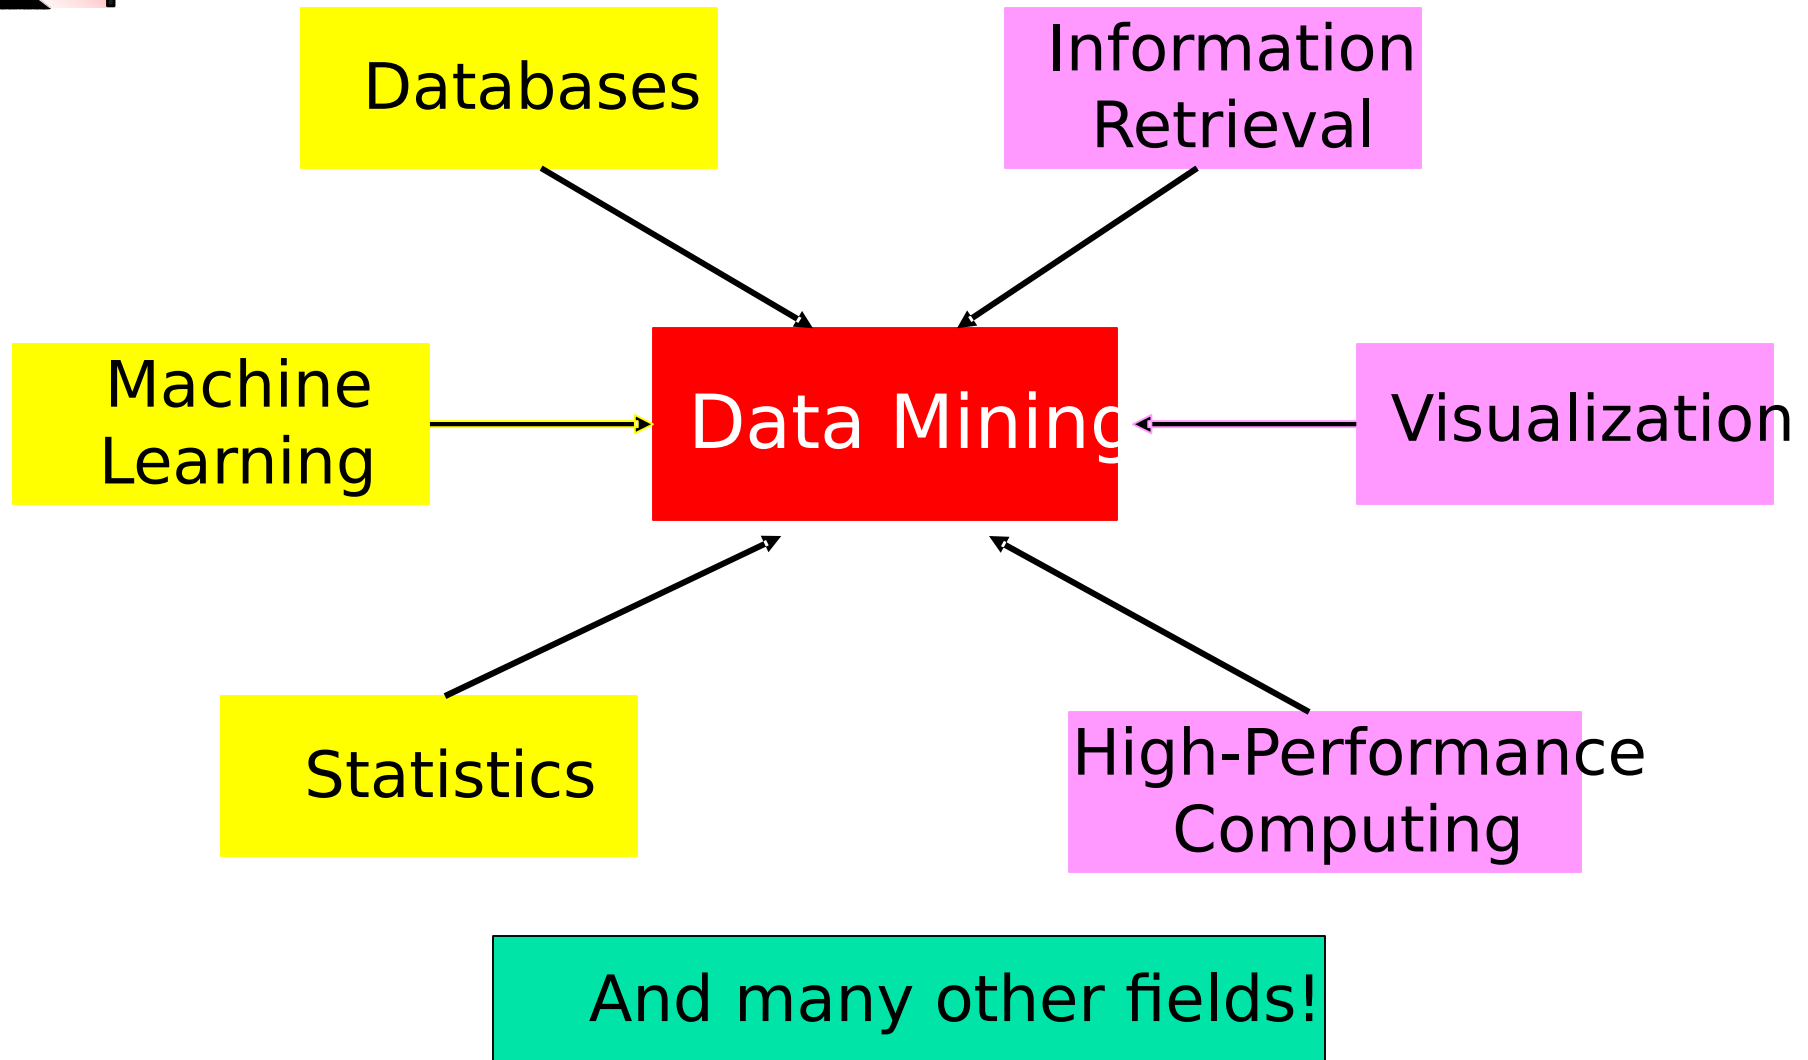 Databases
Information
Retrieval
Machine
Learning
Data Mining
Visualization
Statistics
High-Performance
Computing
And many other fields!